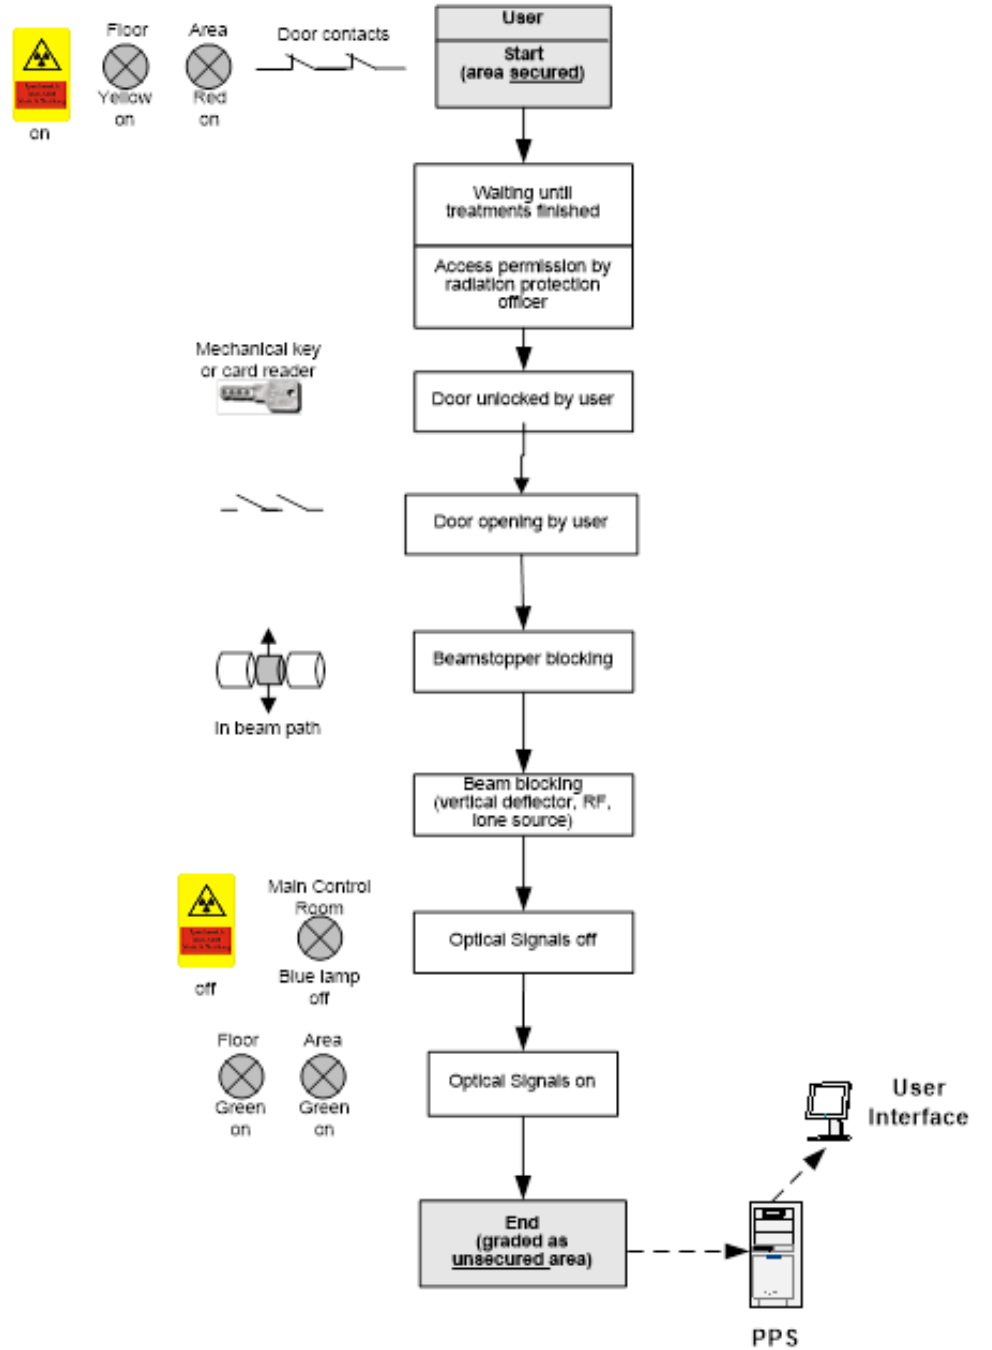 User
Start
(area secured)
Floor
Yellow
on
Area
Red
on
Door contacts
on
Waiting until
treatments finished
Access permission by
radiation protection
officer
Mechanical key
or card reader
Door unlocked by user
Door opening by user
Beamstopper blocking
In beam path
Beam blocking
(vertical deflector, RF,
Ione source)
Main Control
Room
Blue lamp
off
off
Optical Signals off
Floor
Green
on
Area
Green
on
Optical Signals on
User
Interface
End
(graded as
unsecured area)
PPS